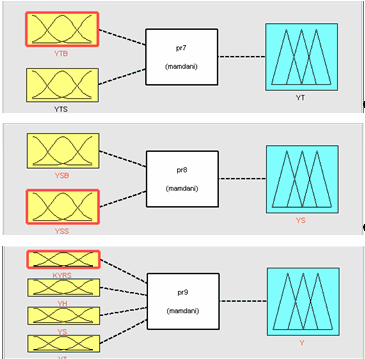 YTB
pr7
(mamdani)
YTS
YT
YSB
pr8
(mamdani)
YSS
YS
KYRS
YH
pr9
(mamdani)
YS
Y